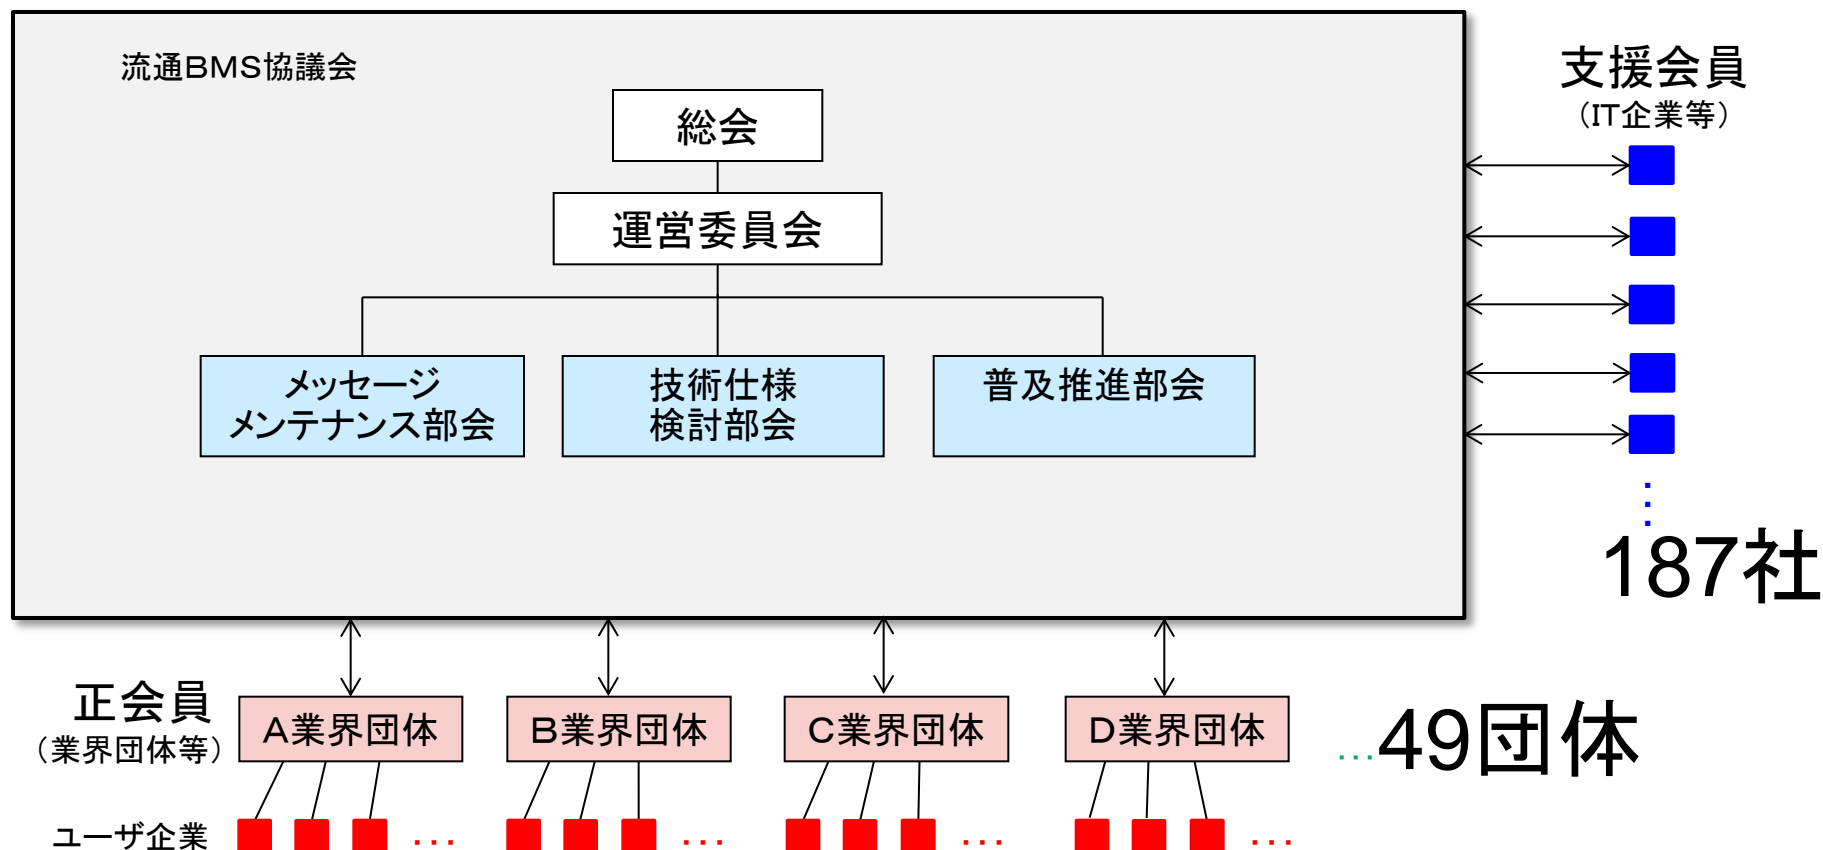 流通BMS協議会
総会
運営委員会
メッセージ
メンテナンス部会
技術仕様
検討部会
普及推進部会
支援会員
（IT企業等）
…
187社
正会員
（業界団体等）
A業界団体
B業界団体
C業界団体
D業界団体
…49団体
ユーザ企業
…
…
…
…